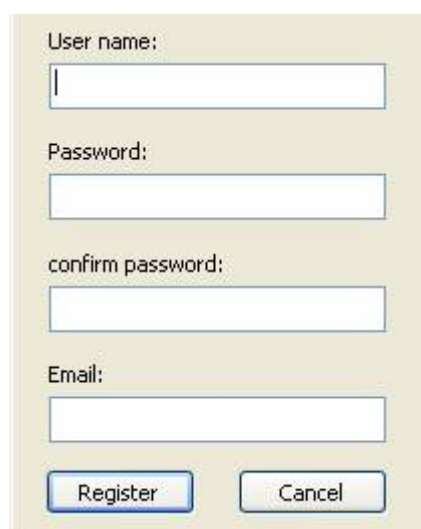 User name:
Password:
confirm password:
Email:
Register Cancel